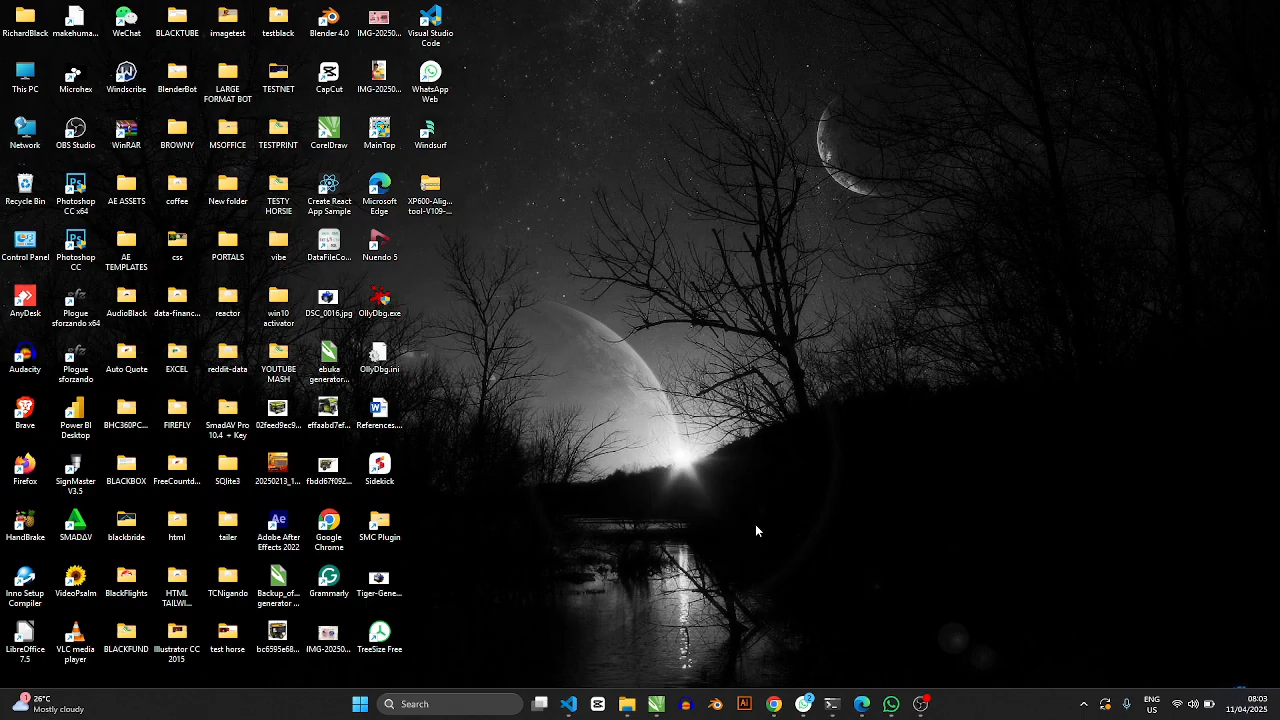 RichardBlack
makehuma...
WeChat
BLACKTUBE
imagetest
testblack
Blender 4.0
IMG-20250...
Visual Studio
Code
This PC
Microhex
Windscribe
BlenderBot
LARGE
FORMAT BOT
TESTNET
CapCut
IMG-20250...
WhatsApp
Web
Network
OBS Studio
WinRAR
BROWNY
MSOFFICE
TESTPRINT
CorelDraw
MainTop
Windsurf
Recycle Bin
Photoshop
CC x64
AE ASSETS
coffee
New folder
TESTY
HORSIE
Create React
App Sample
Microsoft
Edge
XP600-Alig...
tool-V109-...
Control Panel
Photoshop
CC
AE
TEMPLATES
css
PORTALS
vibe
DataFileCo...
Nuendo 5
AnyDesk
Plogue
sforzando x64
AudioBlack
data-financ...
reactor
win10
activator
DSC_0016.jpg
OllyDbg.exe
Audacity
Plogue
sforzando
Auto Quote
EXCEL
reddit-data
YOUTUBE
MASH
ebuka
generator...
OllyDbg.ini
Brave
Power BI
Desktop
BHC360PC...
FIREFLY
SmadAV Pro
10.4 + Key
02feed9ec9...
effaabd7ef...
References...
Firefox
SignMaster
V3.5
BLACKBOX
FreeCountd...
SQlite3
20250213_1...
fbdd67f092...
Sidekick
HandBrake
SMADΔV
blackbride
html
tailer
Adobe After
Effects 2022
Google
Chrome
SMC Plugin
Inno Setup
Compiler
VideoPsalm
BlackFlights
HTML
TAILWI...
TCNigando
Backup_of...
generator ...
Grammarly
Tiger-Gene...
LibreOffice
7.5
VLC media
player
BLACKFUND
Illustrator CC
2015
test horse
bc6595e68...
IMG-20250...
TreeSize Free
1
26°C
Mostly cloudy
Search
2
ENG
US
08:03
11/04/2025